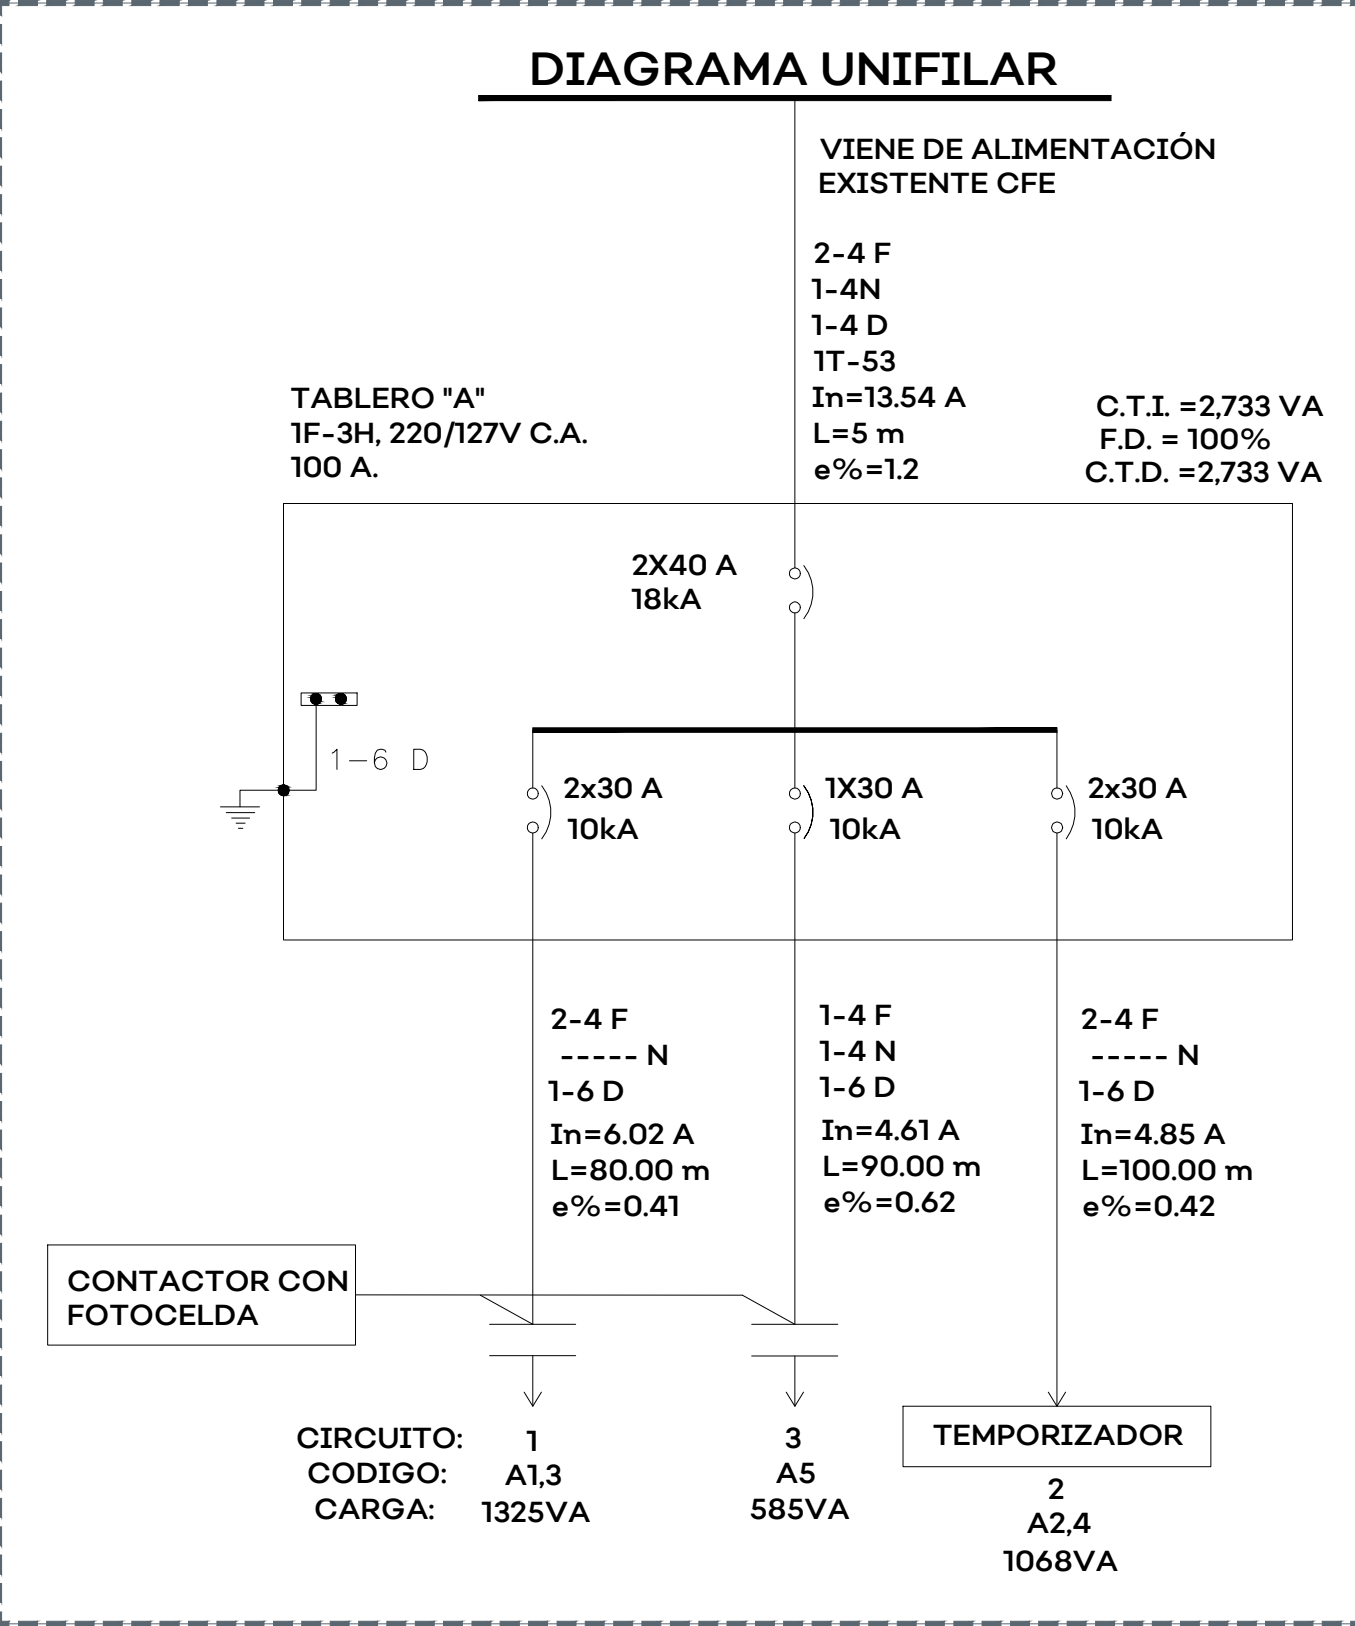 DIAGRAMA UNIFILAR
VIENE DE ALIMENTACIÓN
EXISTENTE CFE
2-4 F
1-4N
1-4 D
1T-53
In=13.54 A
L=5 m
e%=1.2
TABLERO "A"
1F-3H, 220/127V C.A.
100 A.
C.T.I. =2,733 VA
F.D. = 100%
C.T.D. =2,733 VA
2X40 A
18kA
1-6 D
2x30 A
10kA
1X30 A
10kA
2x30 A
10kA
2-4 F
----- N
1-6 D
In=6.02 A
L=80.00 m
e%=0.41
1-4 F
1-4 N
1-6 D
In=4.61 A
L=90.00 m
e%=0.62
2-4 F
----- N
1-6 D
In=4.85 A
L=100.00 m
e%=0.42
CONTACTOR CON
FOTOCELDA
CIRCUITO: 1
CODIGO: A1,3
CARGA: 1325VA
3
A5
585VA
TEMPORIZADOR
2
A2,4
1068VA